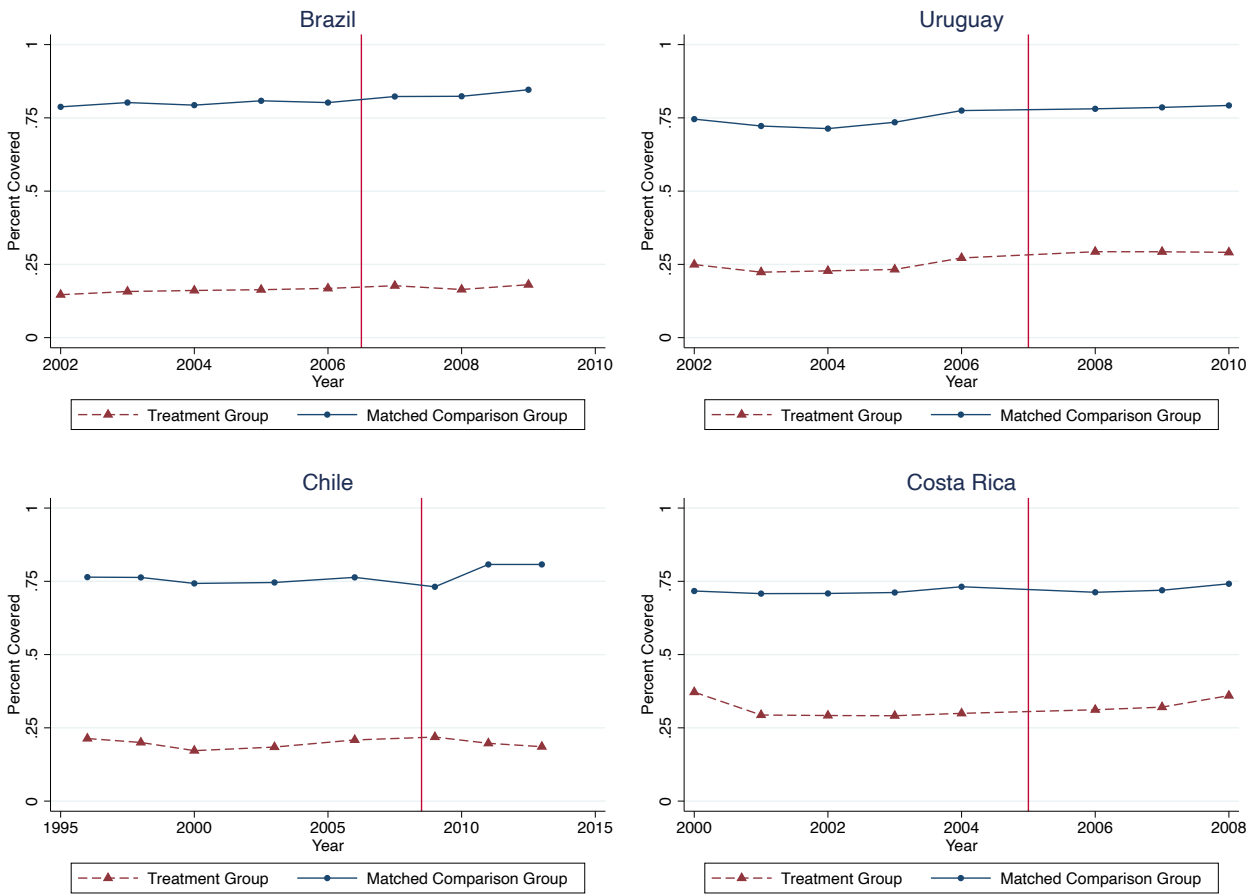 Brazil
Percent Covered
1
.75
.5
.25
0
2002 2004 2006 2008 2010
Year
Treatment Group Matched Comparison Group
Uruguay
Percent Covered
1
.75
.5
.25
0
2002 2004 2006 2008 2010
Year
Treatment Group Matched Comparison Group
Chile
Percent Covered
1
.75
.5
.25
0
1995 2000 2005 2010 2015
Year
Treatment Group Matched Comparison Group
Costa Rica
Percent Covered
1
.75
.5
.25
0
2000 2002 2004 2006 2008
Year
Treatment Group Matched Comparison Group